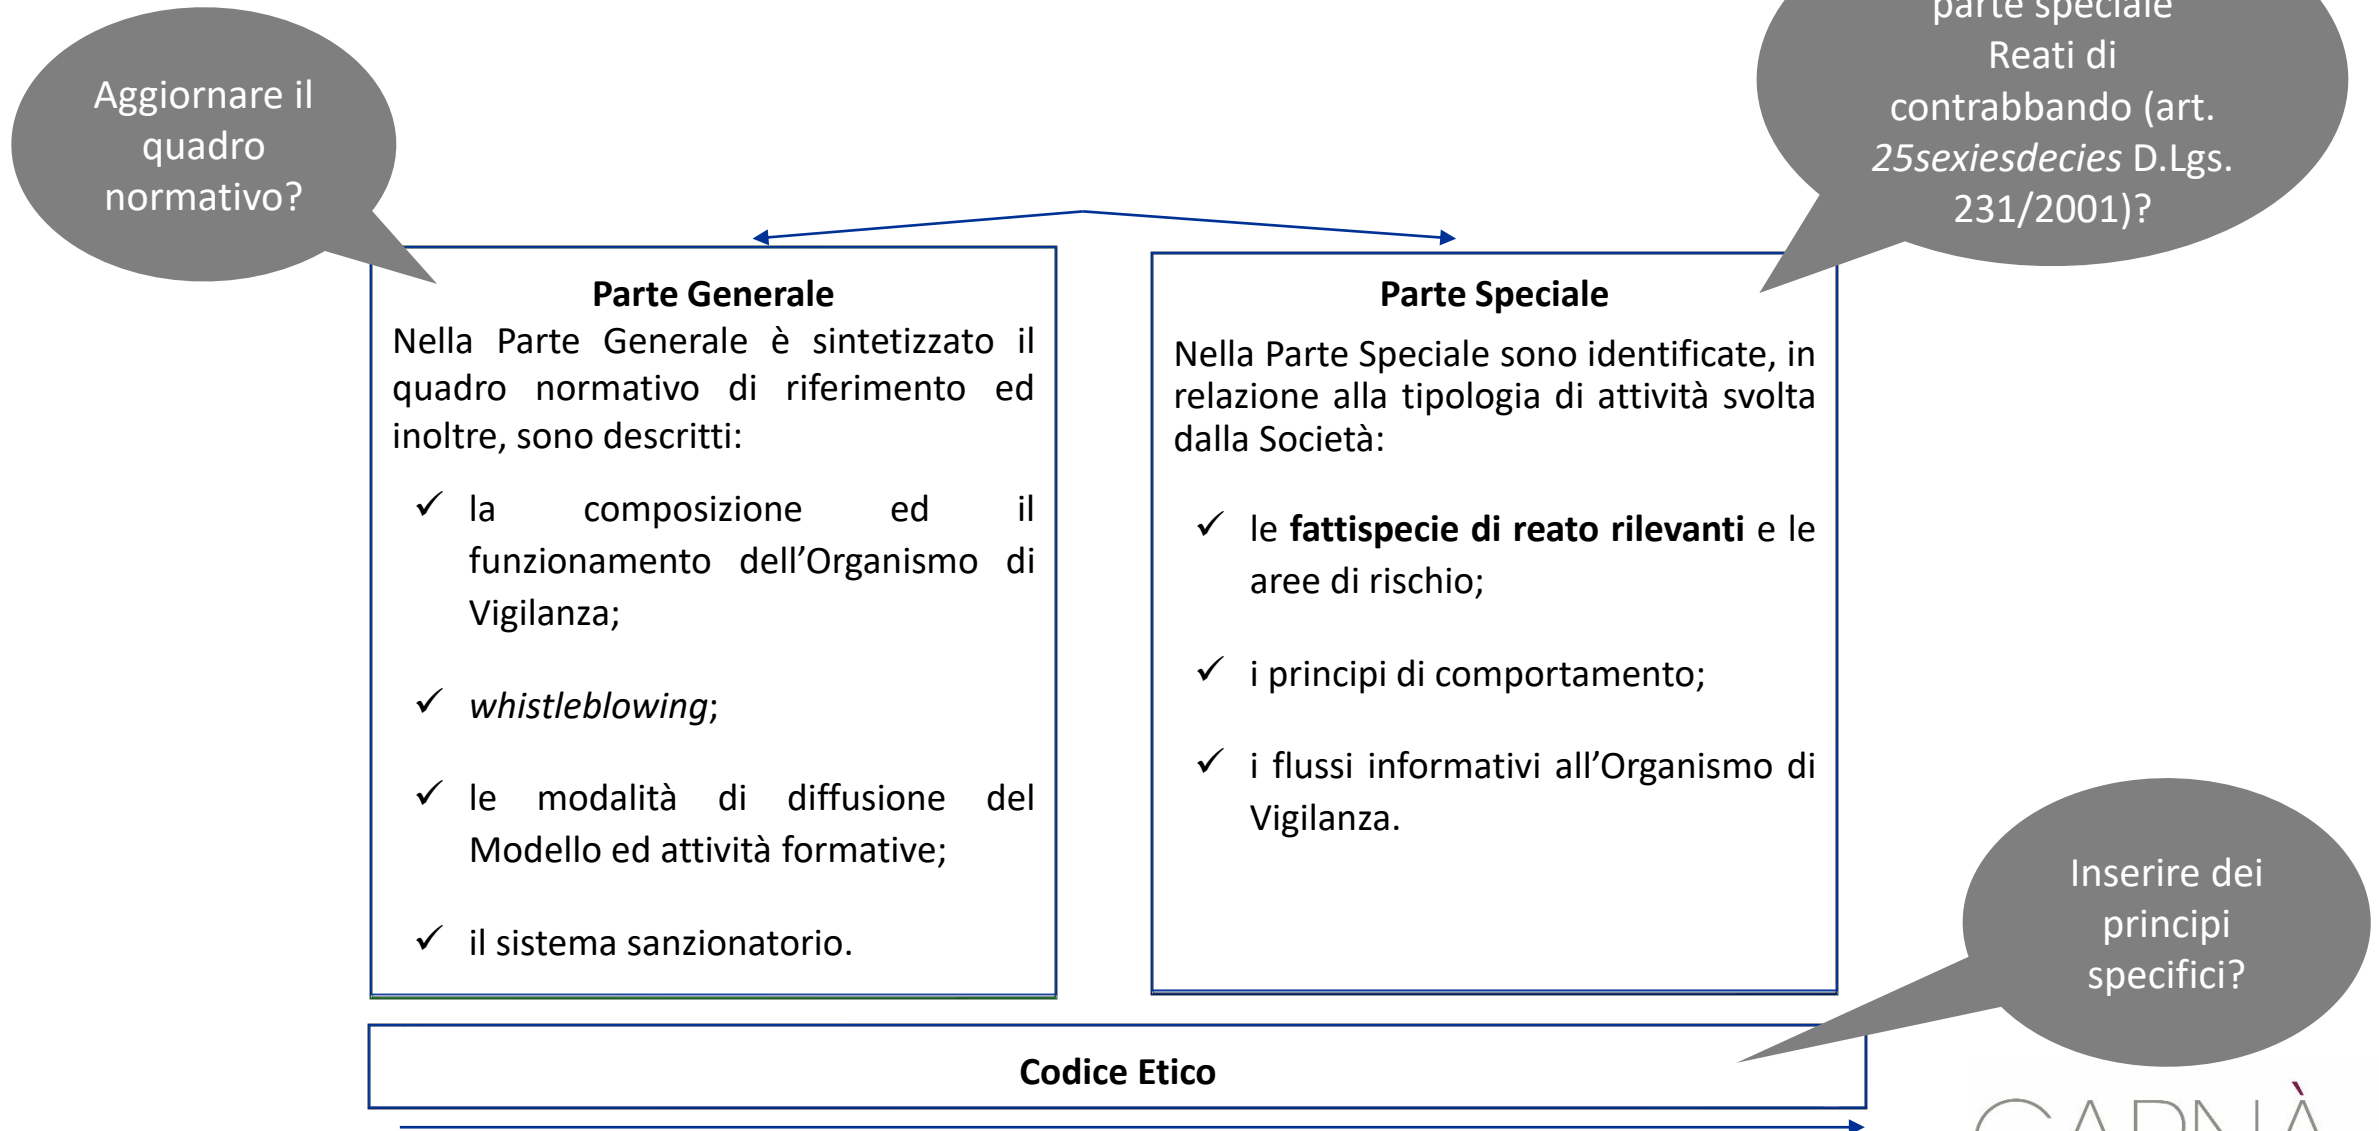 Aggiornare il
quadro
normativo?
parte speciale
Reati di
contrabbando (art.
25sexiesdecies D.Lgs.
231/2001)?
Parte Generale
Nella Parte Generale è sintetizzato il
quadro normativo di riferimento ed
inoltre, sono descritti:
✓ la composizione ed il
funzionamento dell’Organismo di
Vigilanza;
✓ whistleblowing;
✓ le modalità di diffusione del
Modello ed attività formative;
✓ il sistema sanzionatorio.
Parte Speciale
Nella Parte Speciale sono identificate, in
relazione alla tipologia di attività svolta
dalla Società:
✓ le fattispecie di reato rilevanti e le
aree di rischio;
✓ i principi di comportamento;
✓ i flussi informativi all’Organismo di
Vigilanza.
Inserire dei
principi
specifici?
Codice Etico